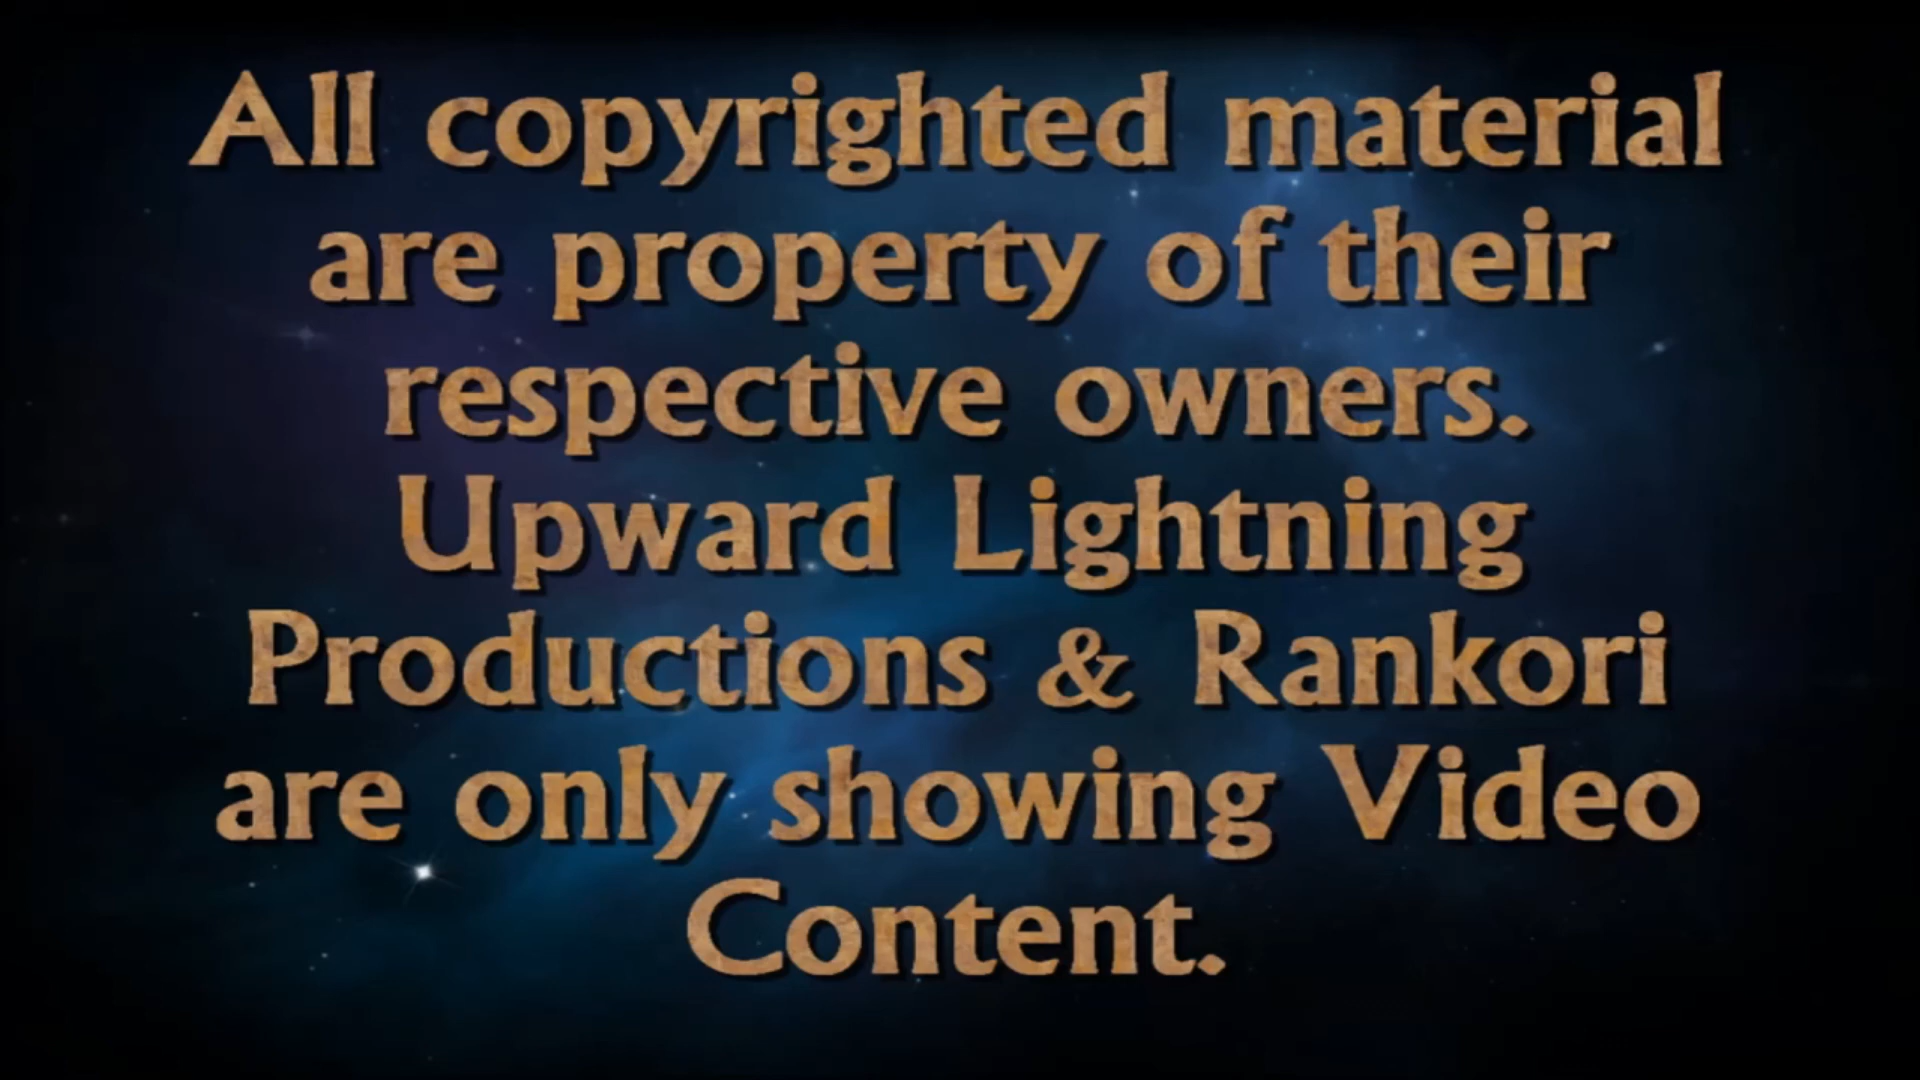 All copyrighted material
are property of their
respective owners.
Upward Lightning
Productions & Rankori
are only showing Video
Content.